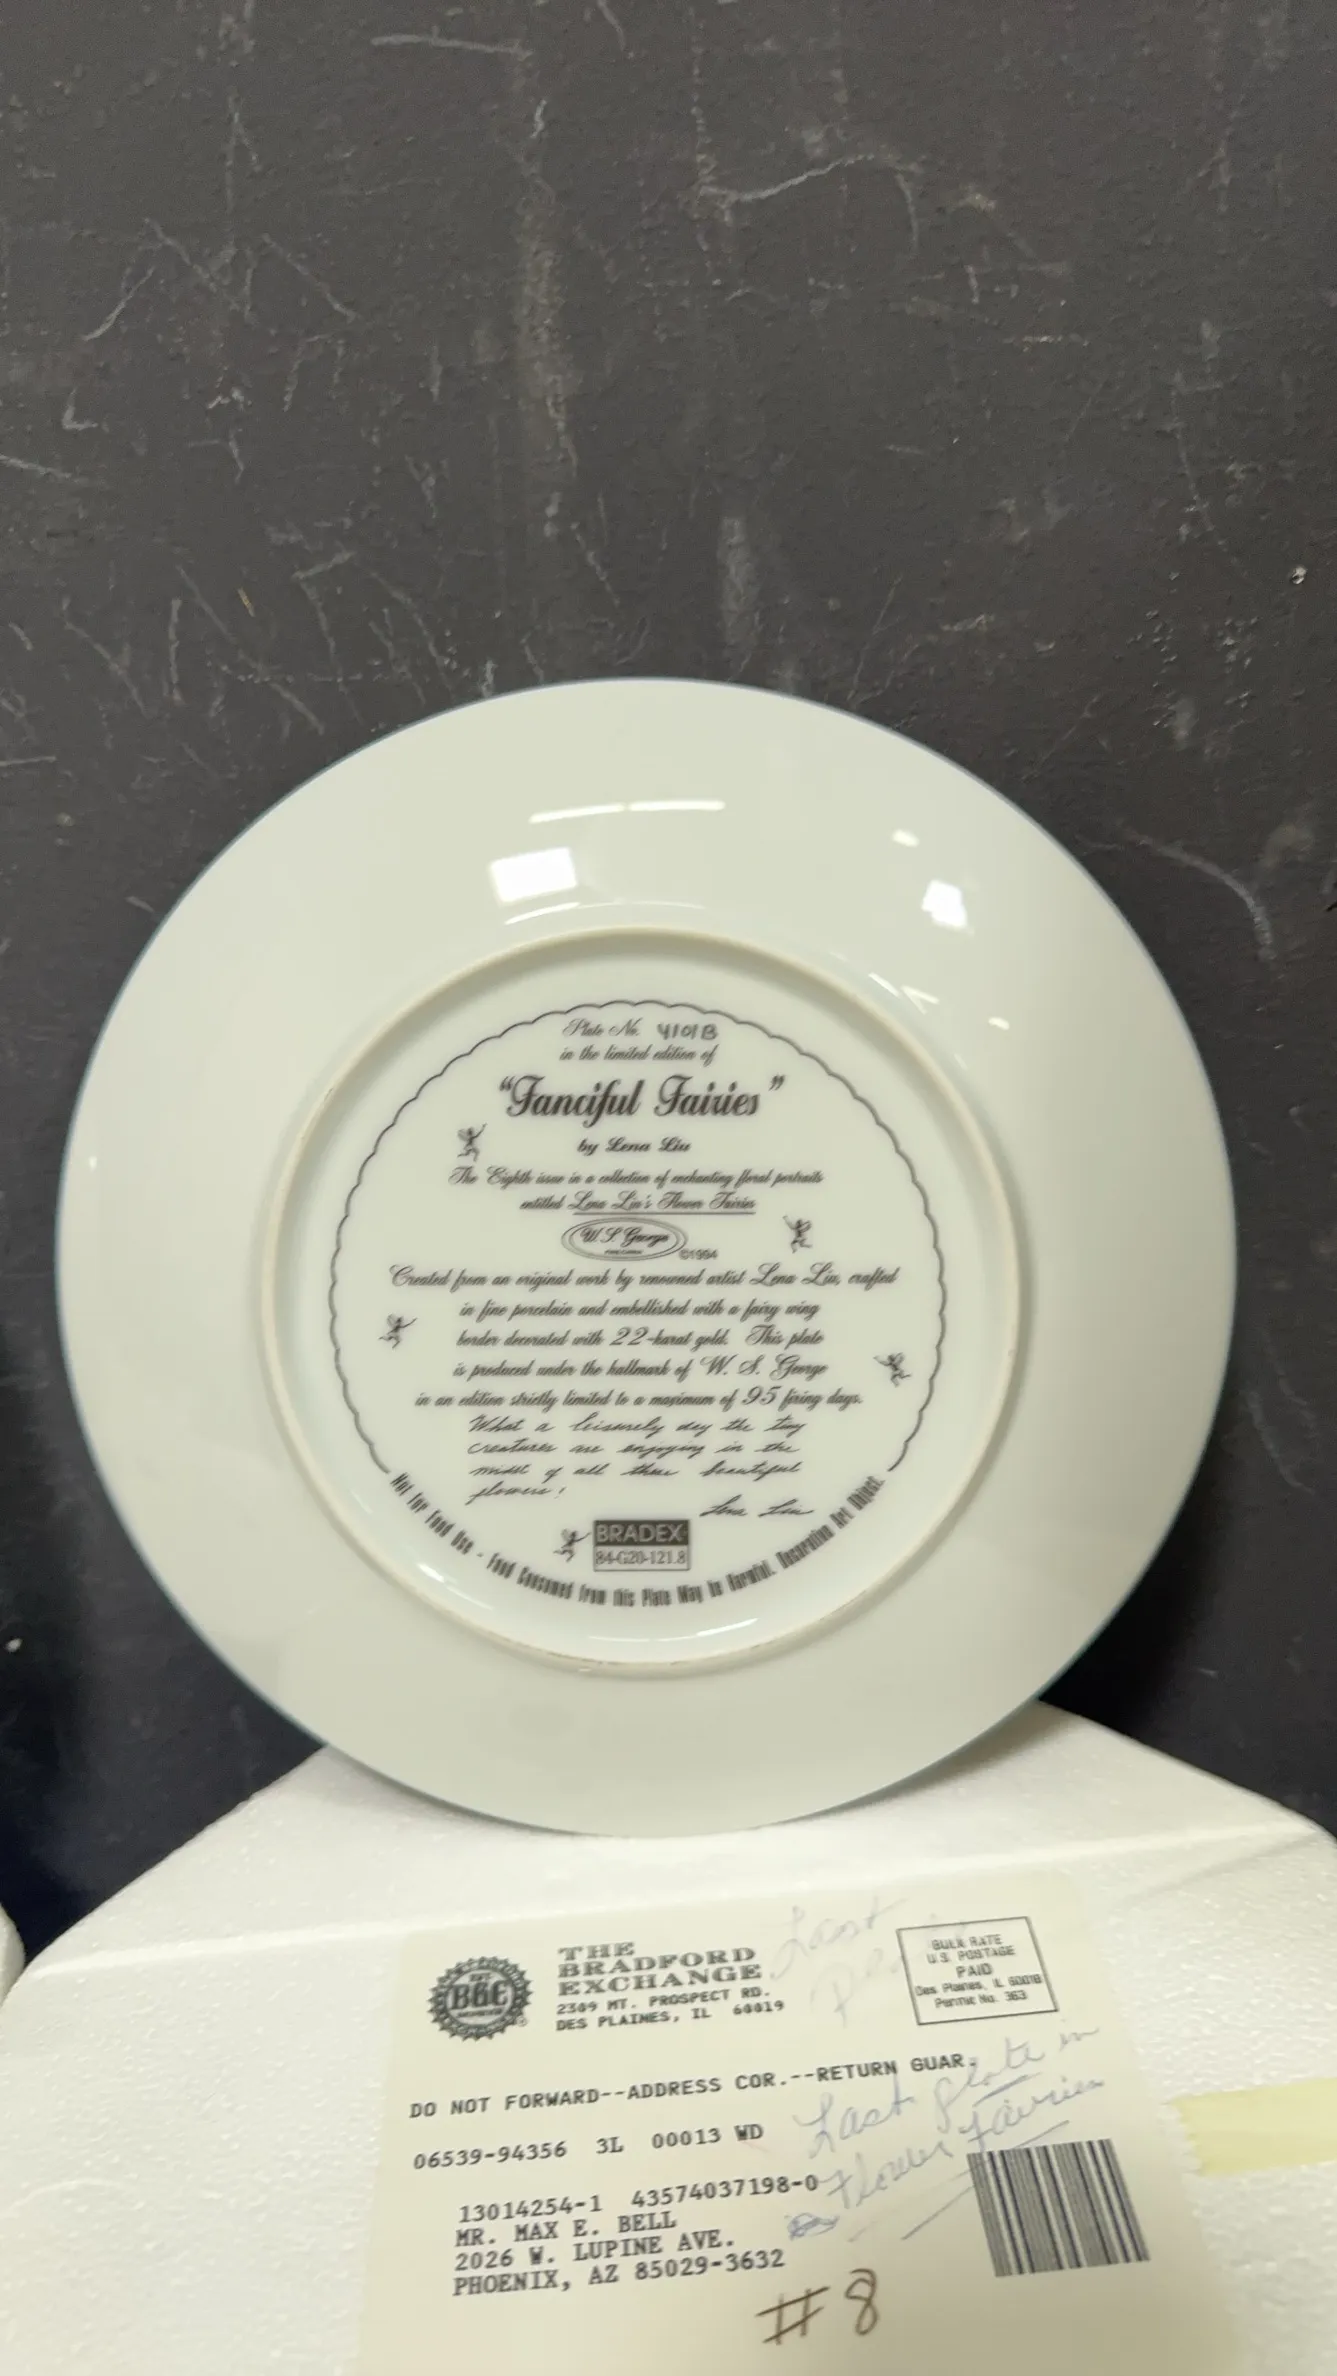 Plate No. 4101B
in the limited edition of
"Fanciful Fairies"
by Lena Liu
The Eighth issue in a collection of enchanting floral portraits
entitled Lena Liu's Flower Fairies
W.S. George
©1994
Created from an original work by renowned artist Lena Liu, crafted
in fine porcelain and embellished with a fairy wing
border decorated with 22-karat gold. This plate
is produced under the hallmark of W. S. George
in an edition strictly limited to a maximum of 95 firing days.
What a leisurely day the tiny
creatures are enjoying in the
midst of all these beautiful
flowers!
Lena Liu
BRADEX
84-G20-121.8
Not For Food Use - Food Consumed from this Plate May be Harmful. Decorative Art Object.
THE
BRADFORD
EXCHANGE
2309 MT. PROSPECT RD.
DES PLAINES, IL 60019
BGE
Last
BULK RATE
U.S. POSTAGE
PAID
Des Plaines, IL 60018
Permit No. 363
DO NOT FORWARD--ADDRESS COR.--RETURN GUAR.
06539-94356 3L 00013 WD
Last plate in
Flower Fairies
13014254-1 43574037198-0
MR. MAX E. BELL
2026 W. LUPINE AVE.
PHOENIX, AZ 85029-3632
#8